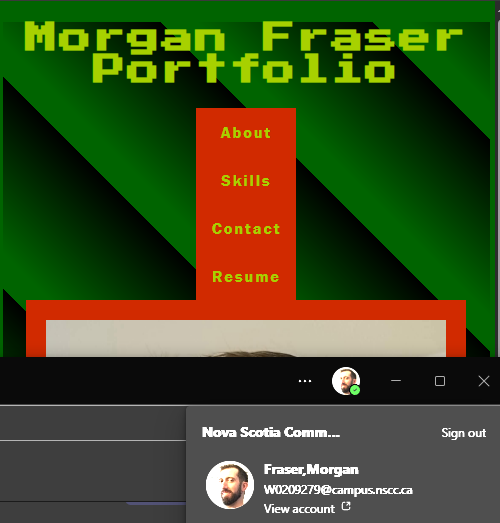 Morgan Fraser
Portfolio
About
Skills
Contact
Resume
Nova Scotia Comm...
Sign out
Fraser,Morgan
W0209279@campus.nscc.ca
View account